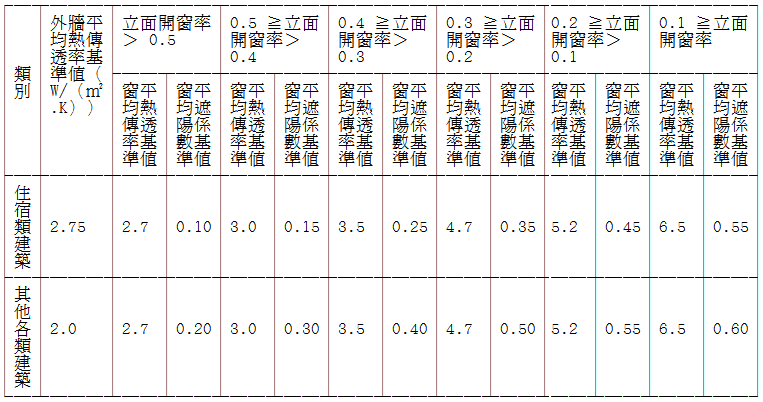 類別
外牆平
均熱傳
透率基
準值（
W/（㎡
.K））
立面開窗率
＞ 0.5
0.5 ≧立面
開窗率＞
0.4
0.4 ≧立面
開窗率＞
0.3
0.3 ≧立面
開窗率＞
0.2
0.2 ≧立面
開窗率＞
0.1
0.1 ≧立面
開窗率
窗平均熱傳透率基準值
窗平均遮陽係數基準值
窗平均熱傳透率基準值
窗平均遮陽係數基準值
窗平均熱傳透率基準值
窗平均遮陽係數基準值
窗平均熱傳透率基準值
窗平均遮陽係數基準值
窗平均熱傳透率基準值
窗平均遮陽係數基準值
窗平均熱傳透率基準值
窗平均遮陽係數基準值
住宿類建築 2.75 2.7 0.10 3.0 0.15 3.5 0.25 4.7 0.35 5.2 0.45 6.5 0.55
其他各類建築 2.0 2.7 0.20 3.0 0.30 3.5 0.40 4.7 0.50 5.2 0.55 6.5 0.60